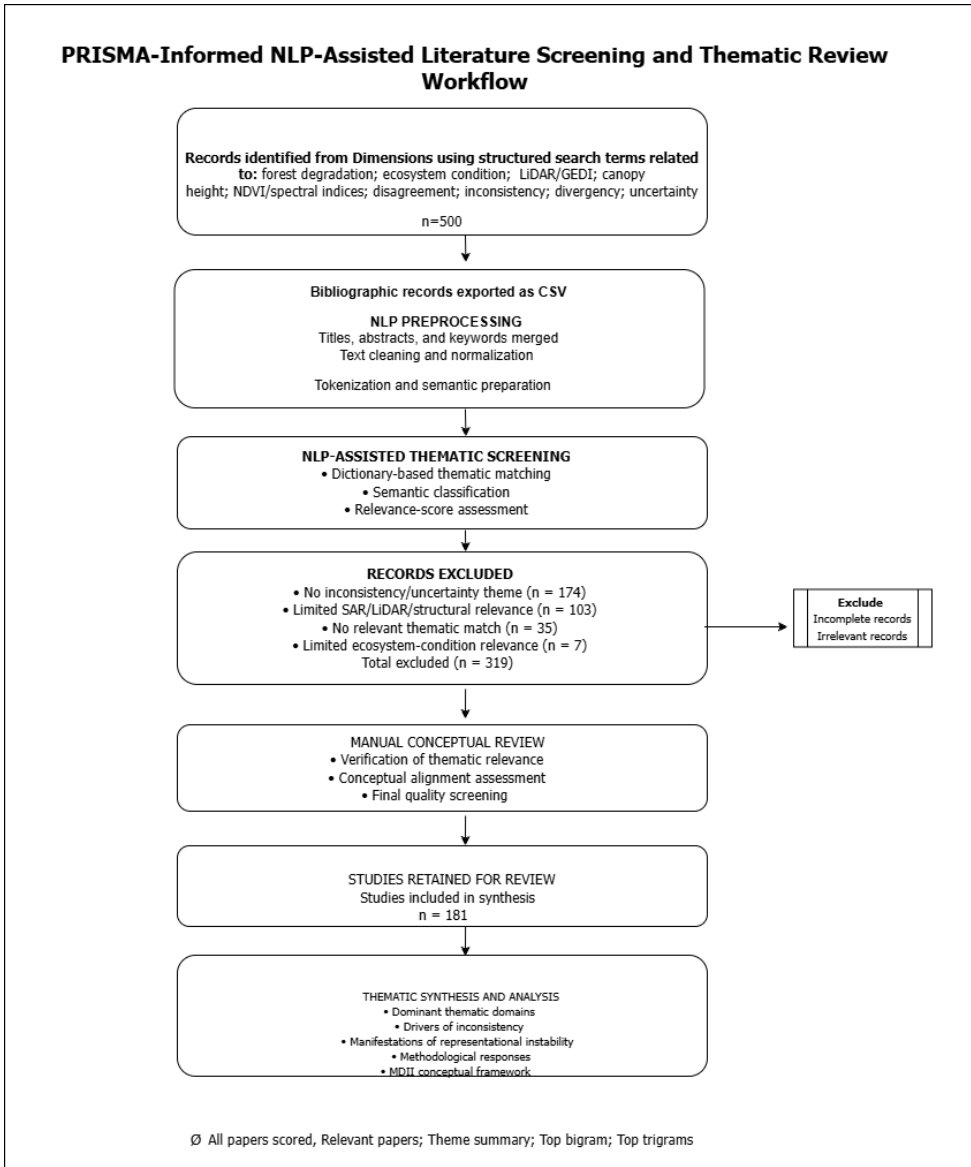 PRISMA-Informed NLP-Assisted Literature Screening and Thematic Review
Workflow
Records identified from Dimensions using structured search terms related
to: forest degradation; ecosystem condition; LiDAR/GEDI; canopy
height; NDVI/spectral indices; disagreement; inconsistency; divergency; uncertainty
n=500
Bibliographic records exported as CSV
NLP PREPROCESSING
Titles, abstracts, and keywords merged
Text cleaning and normalization
Tokenization and semantic preparation
NLP-ASSISTED THEMATIC SCREENING
• Dictionary-based thematic matching
• Semantic classification
• Relevance-score assessment
RECORDS EXCLUDED
• No inconsistency/uncertainty theme (n = 174)
• Limited SAR/LiDAR/structural relevance (n = 103)
• No relevant thematic match (n = 35)
• Limited ecosystem-condition relevance (n = 7)
Total excluded (n = 319)
Exclude
Incomplete records
Irrelevant records
MANUAL CONCEPTUAL REVIEW
• Verification of thematic relevance
• Conceptual alignment assessment
• Final quality screening
STUDIES RETAINED FOR REVIEW
Studies included in synthesis
n = 181
THEMATIC SYNTHESIS AND ANALYSIS
• Dominant thematic domains
• Drivers of inconsistency
• Manifestations of representational instability
• Methodological responses
• MDII conceptual framework
Ø All papers scored, Relevant papers; Theme summary; Top bigram; Top trigrams